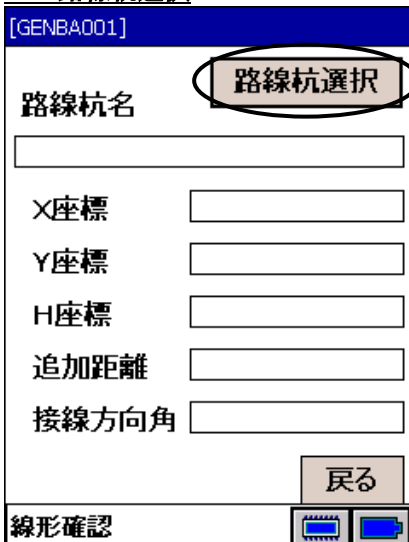 [GENBA001]
路線杭選択
路線杭名
X座標
Y座標
H座標
追加距離
接線方向角
戻る
線形確認